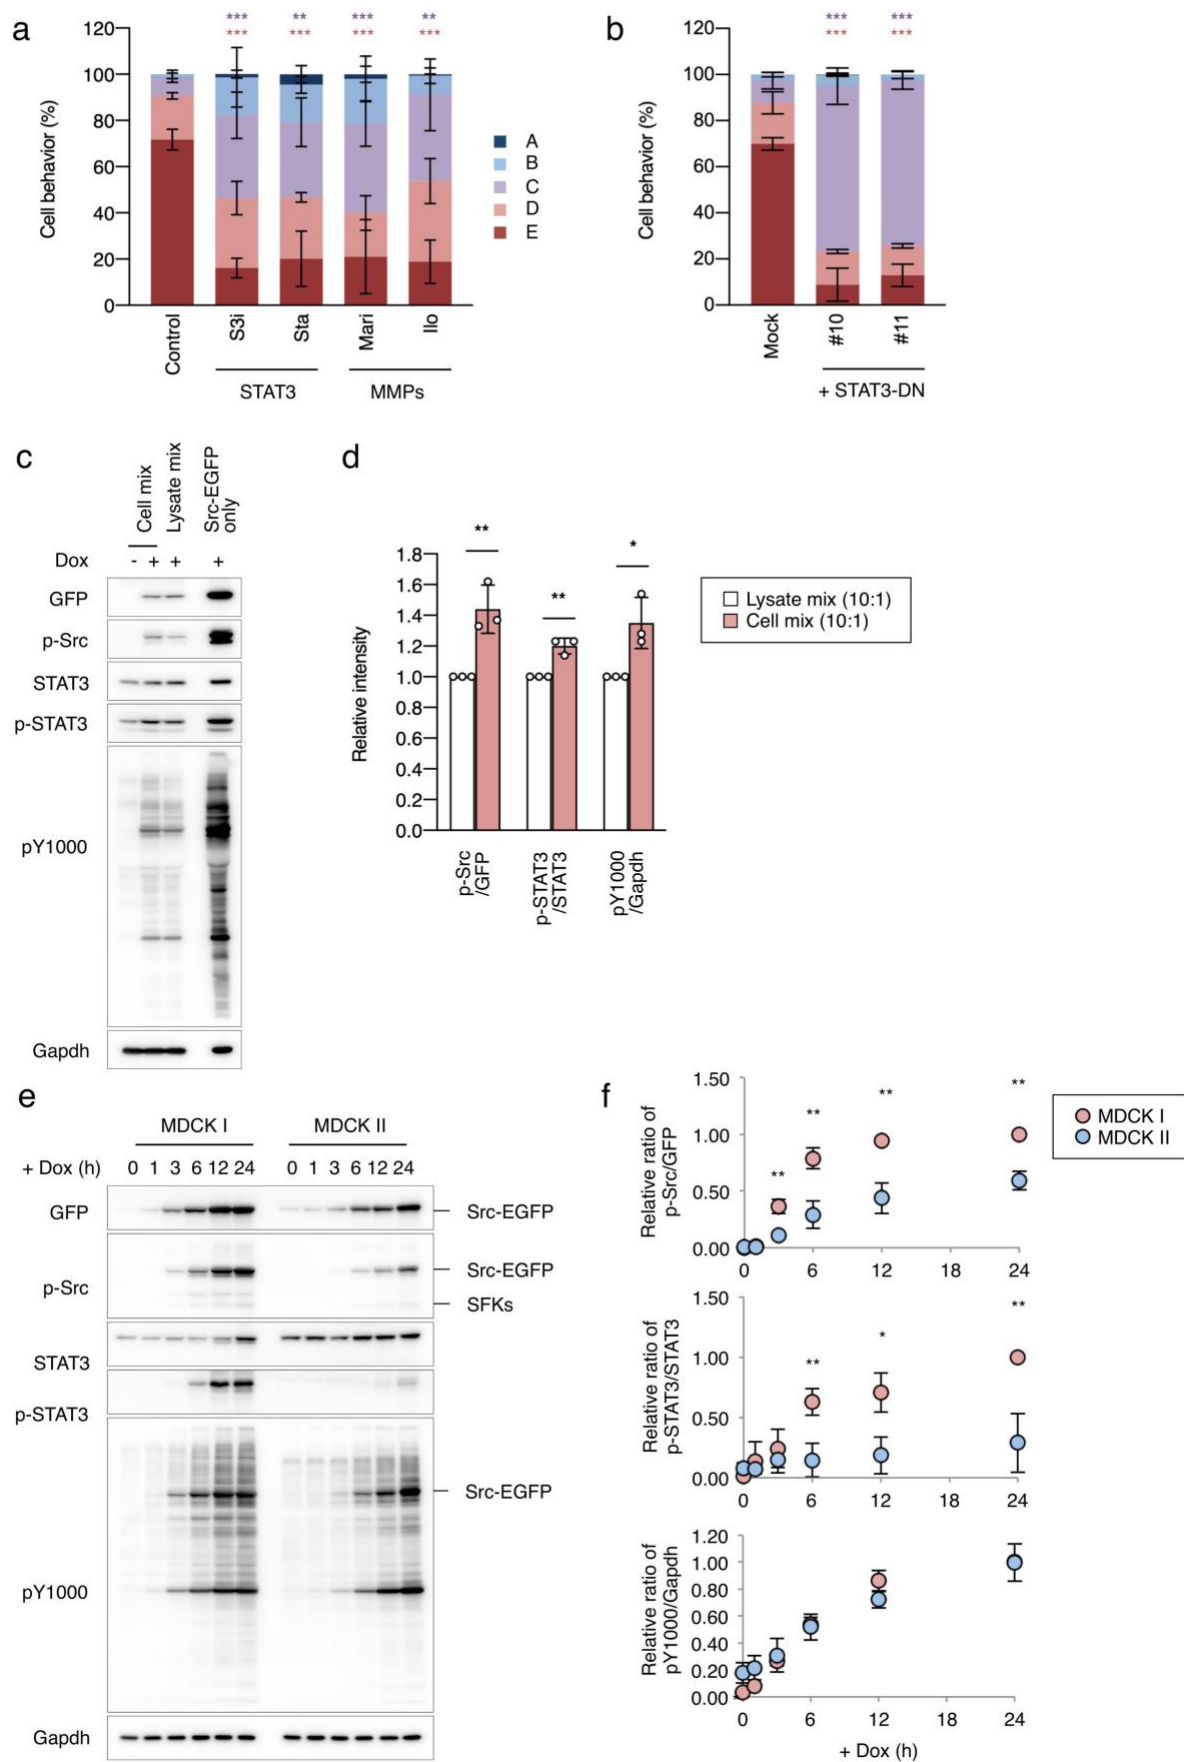 a
120
100
80
60
40
20
0
Cell behavior (%)
*** ** *** **
*** *** *** ***
Control
S3i
Sta
Mari
Ilo
STAT3
MMPs
A
B
C
D
E
b
120
100
80
60
40
20
0
Cell behavior (%)
*** ***
*** ***
Mock
#10
#11
+ STAT3-DN
c
Cell mix
Lysate mix
Src-EGFP
only
Dox - + + +
GFP
p-Src
STAT3
p-STAT3
pY1000
Gapdh
d
1.8
1.6
1.4
1.2
1.0
0.8
0.6
0.4
0.2
0.0
Relative intensity
**
**
*
p-Src
/GFP
p-STAT3
/STAT3
pY1000
/Gapdh
Lysate mix (10:1)
Cell mix (10:1)
e
MDCK I MDCK II
+ Dox (h) 0 1 3 6 12 24 0 1 3 6 12 24
GFP
Src-EGFP
p-Src
Src-EGFP
SFKs
STAT3
p-STAT3
Src-EGFP
pY1000
Gapdh
f
MDCK I
MDCK II
Relative ratio of
p-Src/GFP
1.50
1.00
0.50
0.00
** ** ** **
0 6 12 18 24
Relative ratio of
p-STAT3/STAT3
1.50
1.00
0.50
0.00
** * **
0 6 12 18 24
Relative ratio of
pY1000/Gapdh
1.20
1.00
0.80
0.60
0.40
0.20
0.00
0 6 12 18 24
+ Dox (h)